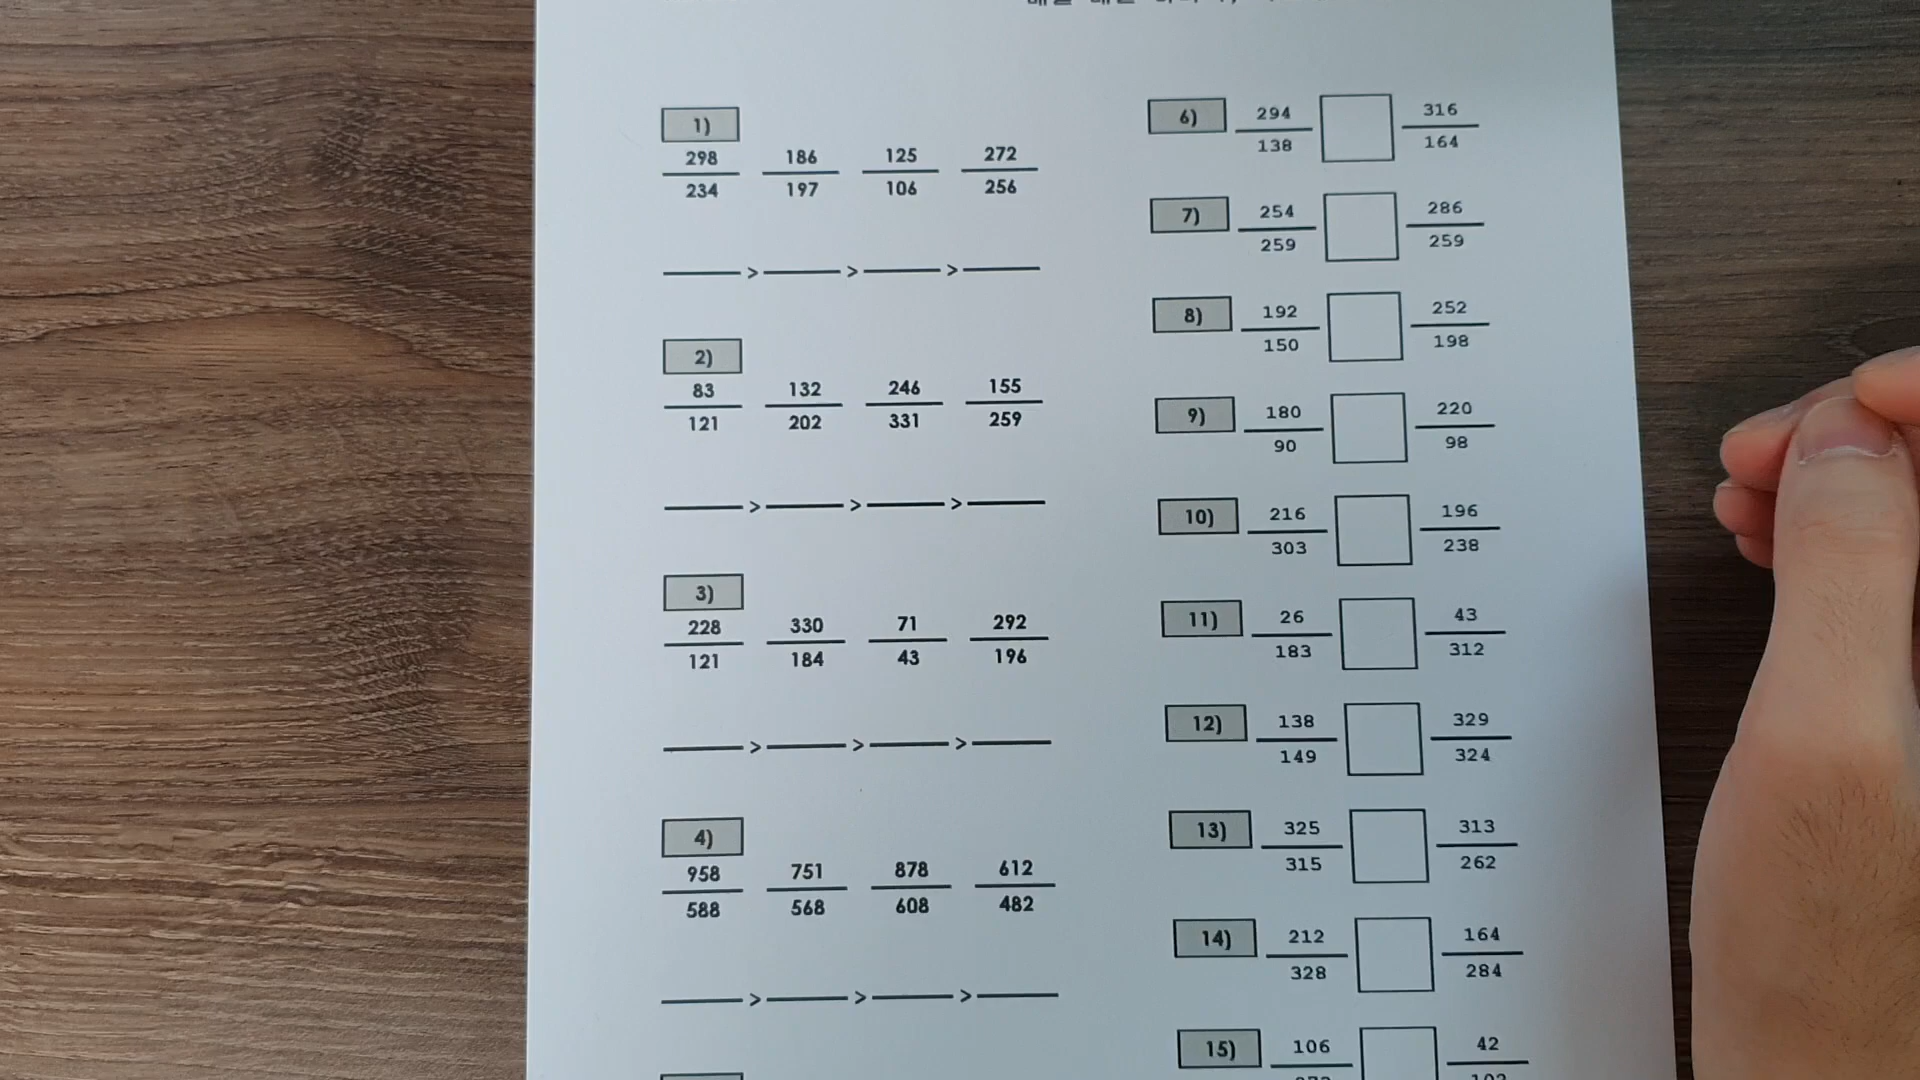 1)
298 186 125 272
234 197 106 256
> > >
2)
83 132 246 155
121 202 331 259
> > >
3)
228 330 71 292
121 184 43 196
> > >
4)
958 751 878 612
588 568 608 482
> > >
6) 294 316
138 164
7) 254 286
259 259
8) 192 252
150 198
9) 180 220
90 98
10) 216 196
303 238
11) 26 43
183 312
12) 138 329
149 324
13) 325 313
315 262
14) 212 164
328 284
15) 106 42